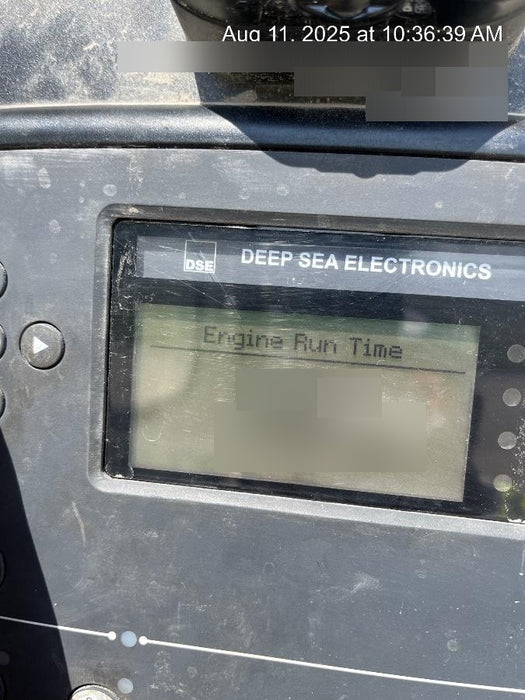 Aug 11, 2025 at 10:36:39 AM
DSE
DEEP SEA ELECTRONICS
Engine Run Time